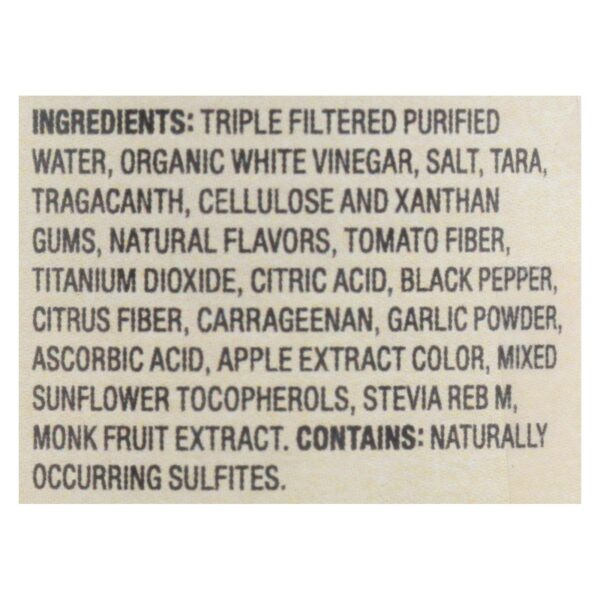 INGREDIENTS: TRIPLE FILTERED PURIFIED
WATER, ORGANIC WHITE VINEGAR, SALT, TARA,
TRAGACANTH, CELLULOSE AND XANTHAN
GUMS, NATURAL FLAVORS, TOMATO FIBER,
TITANIUM DIOXIDE, CITRIC ACID, BLACK PEPPER,
CITRUS FIBER, CARRAGEENAN, GARLIC POWDER,
ASCORBIC ACID, APPLE EXTRACT COLOR, MIXED
SUNFLOWER TOCOPHEROLS, STEVIA REB M,
MONK FRUIT EXTRACT. CONTAINS: NATURALLY
OCCURRING SULFITES.